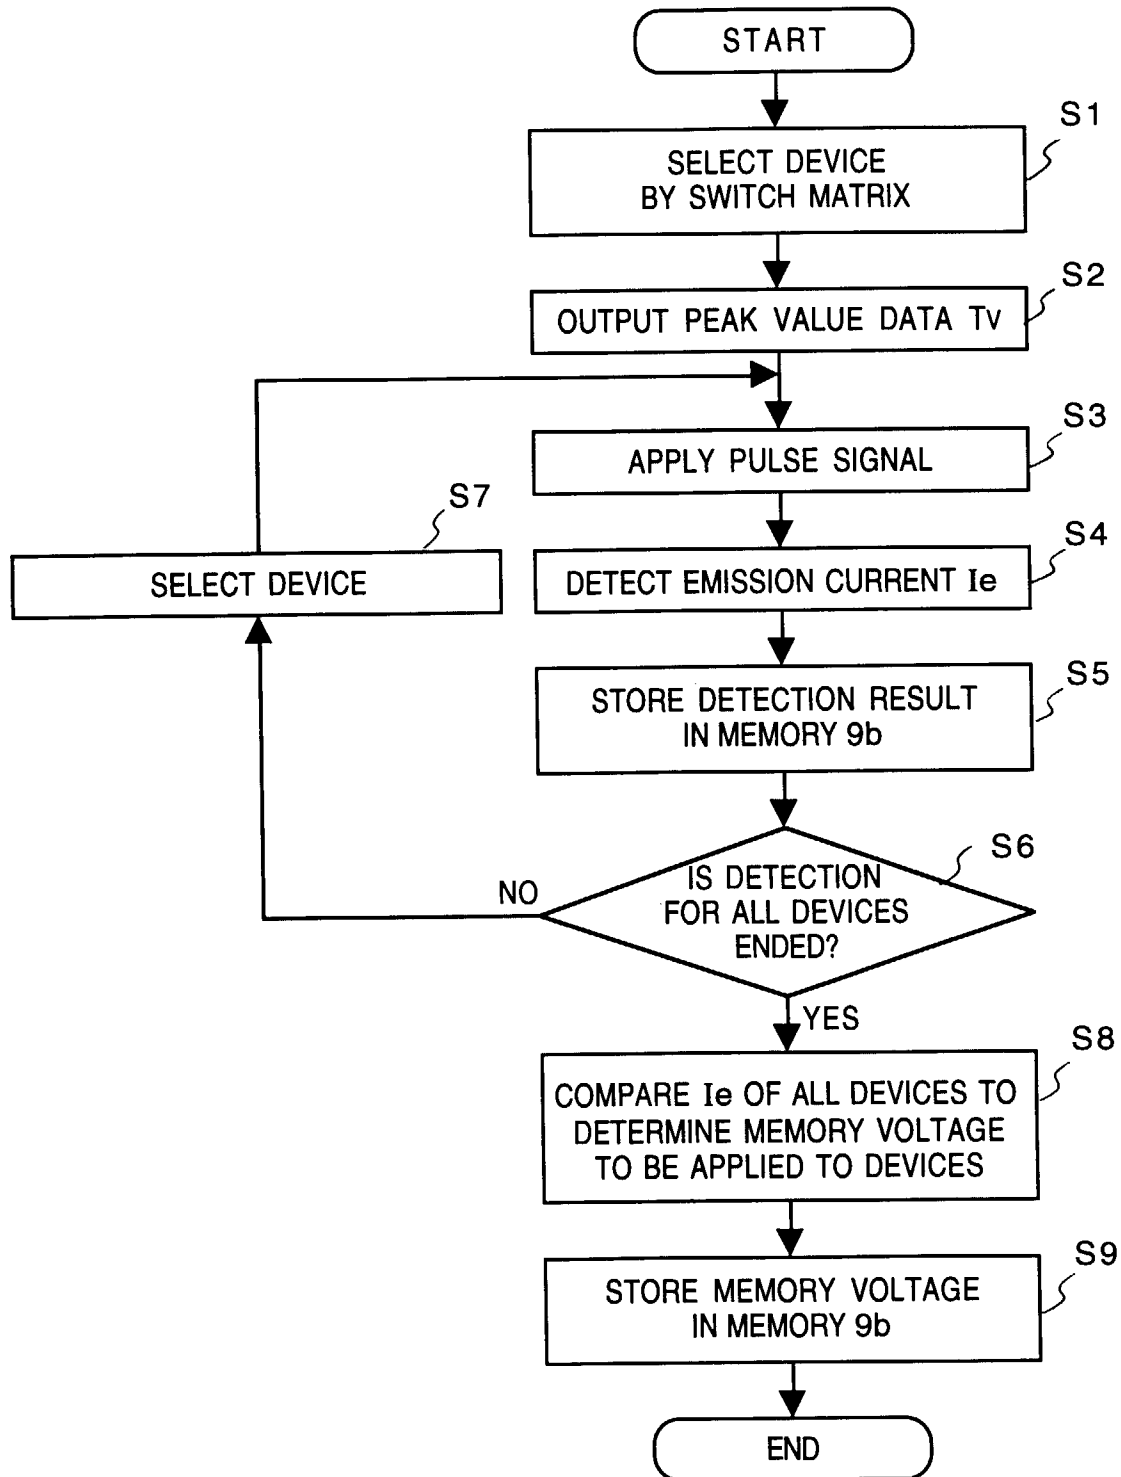 START
S1
SELECT DEVICE
BY SWITCH MATRIX
S2
OUTPUT PEAK VALUE DATA Tv
S3
APPLY PULSE SIGNAL
S7
SELECT DEVICE
S4
DETECT EMISSION CURRENT Ie
S5
STORE DETECTION RESULT
IN MEMORY 9b
S6
IS DETECTION
FOR ALL DEVICES
ENDED?
NO
YES
S8
COMPARE Ie OF ALL DEVICES TO
DETERMINE MEMORY VOLTAGE
TO BE APPLIED TO DEVICES
S9
STORE MEMORY VOLTAGE
IN MEMORY 9b
END